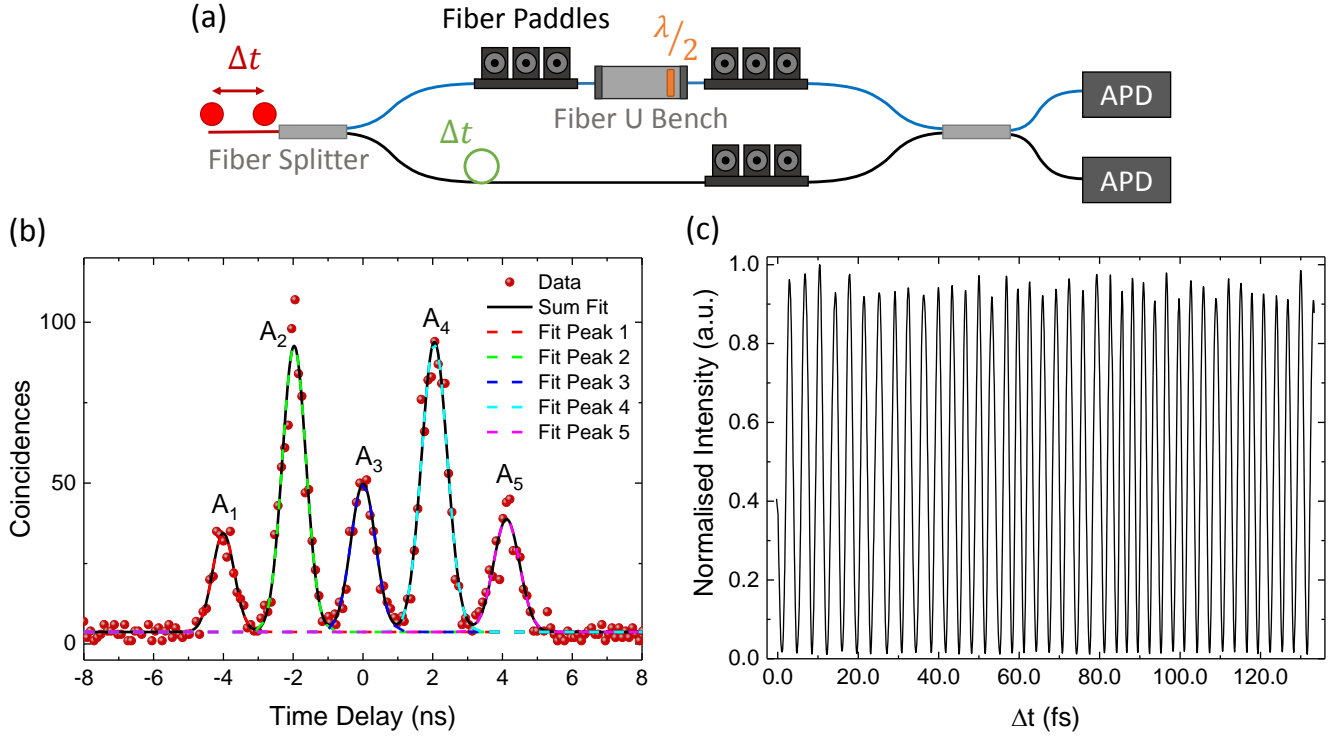 (a)
Fiber Paddles
λ/2
Δt
Fiber Splitter
Fiber U Bench
Δt
APD
APD
(b)
Data
Sum Fit
Fit Peak 1
Fit Peak 2
Fit Peak 3
Fit Peak 4
Fit Peak 5
A₁
A₂
A₃
A₄
A₅
100
50
0
Coincidences
-8 -6 -4 -2 0 2 4 6 8
Time Delay (ns)
(c)
1.0
0.8
0.6
0.4
0.2
0.0
Normalised Intensity (a.u.)
0.0 20.0 40.0 60.0 80.0 100.0 120.0
Δt (fs)